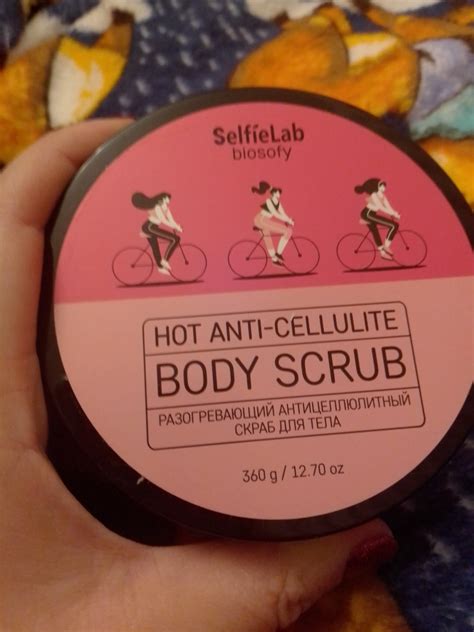 SelfieLab
biosofy
HOT ANTI-CELLULITE
BODY SCRUB
РАЗОГРЕВАЮЩИЙ АНТИЦЕЛЛЮЛИТНЫЙ
СКРАБ ДЛЯ ТЕЛА
360 g / 12.70 oz